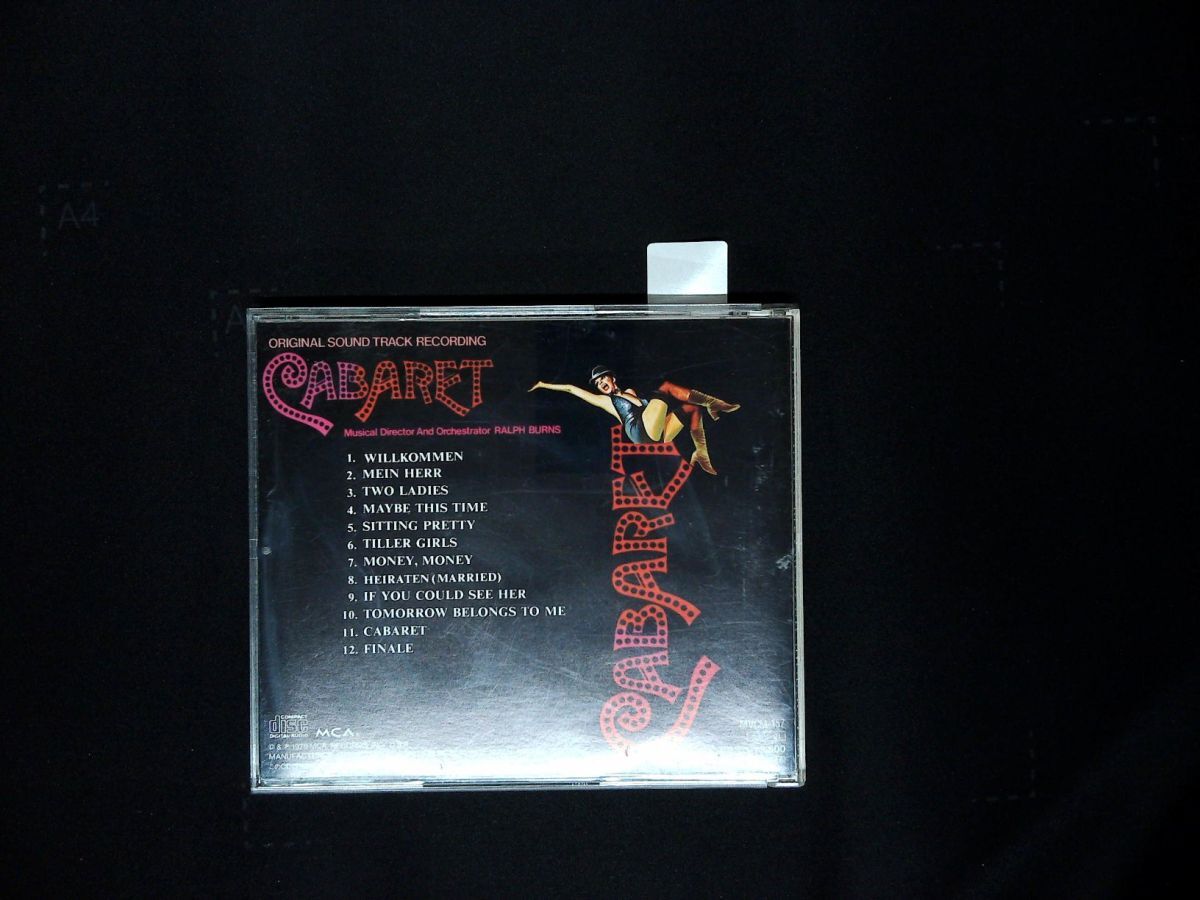 A4
ORIGINAL SOUND TRACK RECORDING
CABARET
Musical Director And Orchestrator RALPH BURNS
1. WILLKOMMEN
2. MEIN HERR
3. TWO LADIES
4. MAYBE THIS TIME
5. SITTING PRETTY
6. TILLER GIRLS
7. MONEY, MONEY
8. HEIRATEN (MARRIED)
9. IF YOU COULD SEE HER
10. TOMORROW BELONGS TO ME
11. CABARET
12. FINALE
CABARET
COMPACT
disc
DIGITAL AUDIO
MCA
MCA RECORDS